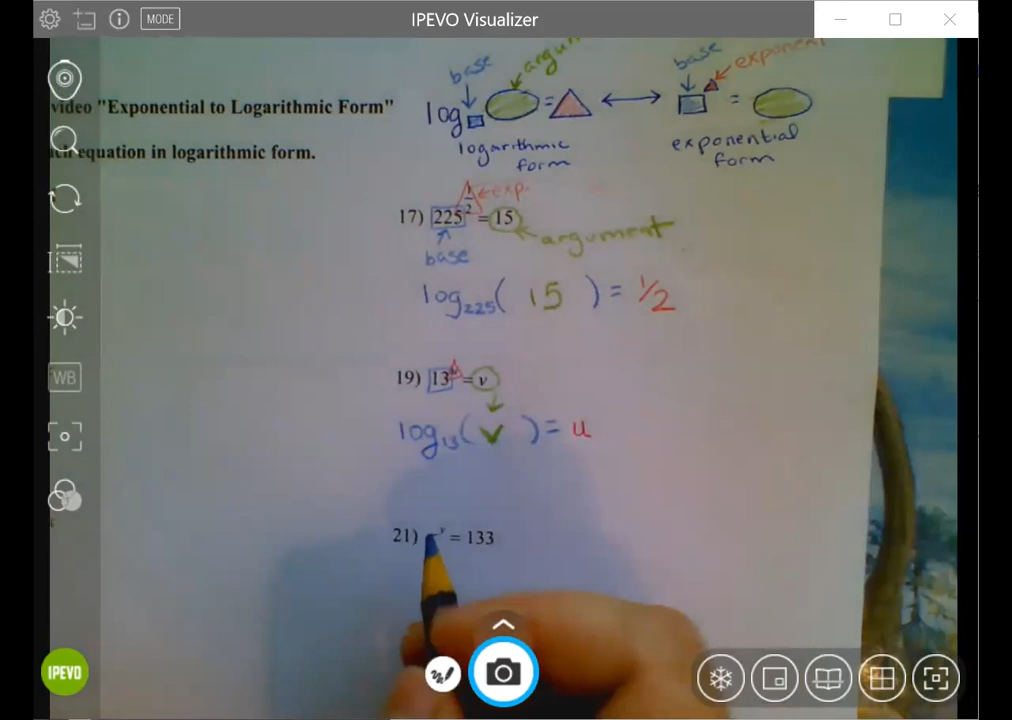 IPEVO Visualizer
MODE
video "Exponential to Logarithmic Form"
equation in logarithmic form.
base
log = 
logarithmic
form
base
exponent
=
exponential
form
17) 225^1/2 = 15
exp.
argument
base
log₂₂₅( 15 ) = 1/2
19) 13^u = v
log₁₃( v ) = u
21) = 133
WB
IPEVO